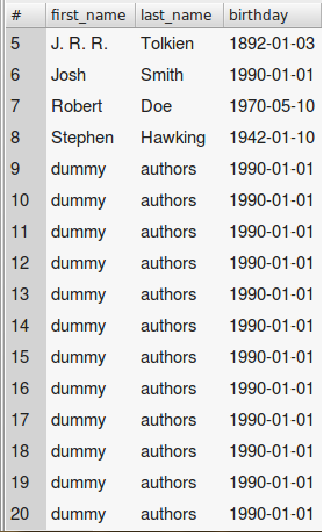 # first_name last_name birthday
5 J. R. R. Tolkien 1892-01-03
6 Josh Smith 1990-01-01
7 Robert Doe 1970-05-10
8 Stephen Hawking 1942-01-10
9 dummy authors 1990-01-01
10 dummy authors 1990-01-01
11 dummy authors 1990-01-01
12 dummy authors 1990-01-01
13 dummy authors 1990-01-01
14 dummy authors 1990-01-01
15 dummy authors 1990-01-01
16 dummy authors 1990-01-01
17 dummy authors 1990-01-01
18 dummy authors 1990-01-01
19 dummy authors 1990-01-01
20 dummy authors 1990-01-01